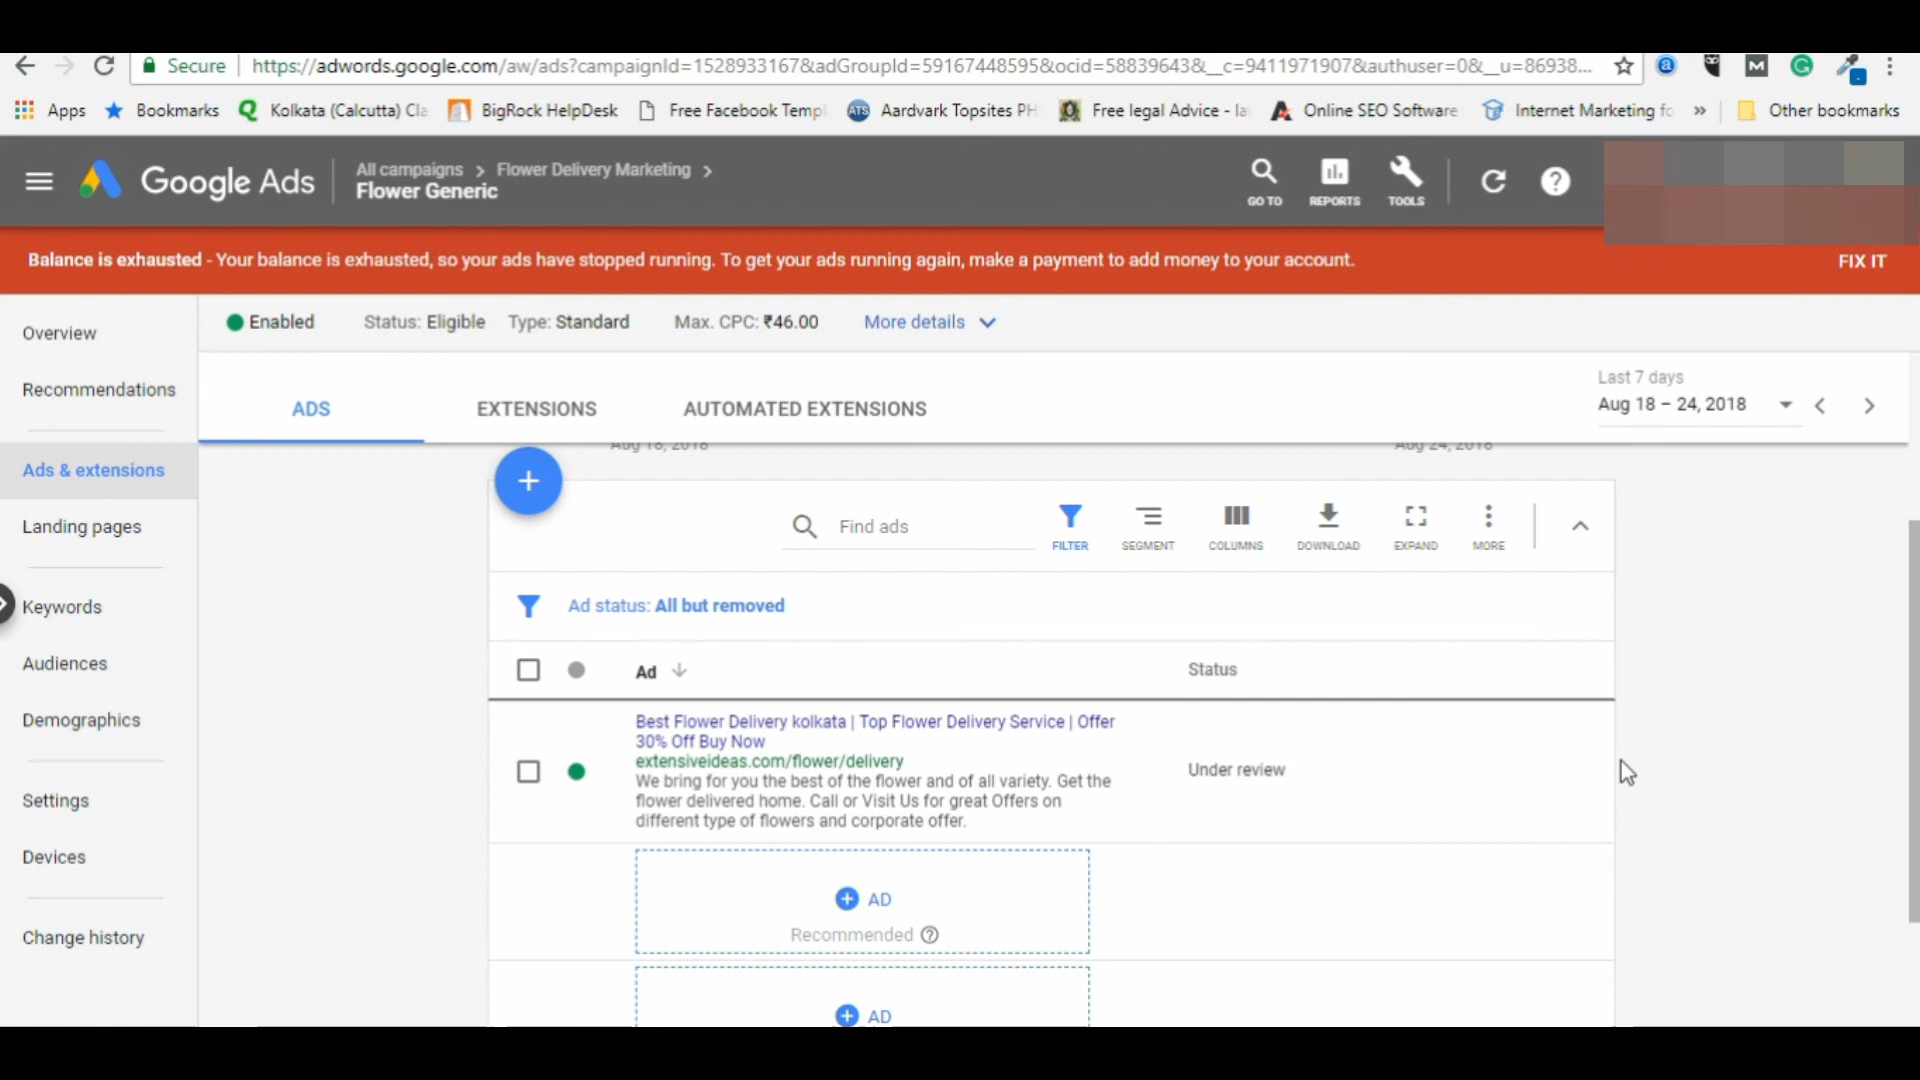 Secure
https://adwords.google.com/aw/ads?campaignId=1528933167&adGroupId=59167448595&ocid=58839643&__c=9411971907&authuser=0&__u=86938...
Apps
Bookmarks
Kolkata (Calcutta) Cla
BigRock HelpDesk
Free Facebook Templ
Aardvark Topsites PH
Free legal Advice - la
Online SEO Software
Internet Marketing fo
»
Other bookmarks
Google Ads
All campaigns > Flower Delivery Marketing >
Flower Generic
GO TO
REPORTS
TOOLS
Balance is exhausted - Your balance is exhausted, so your ads have stopped running. To get your ads running again, make a payment to add money to your account.
FIX IT
Overview
Recommendations
Ads & extensions
Landing pages
Keywords
Audiences
Demographics
Settings
Devices
Change history
Enabled
Status: Eligible
Type: Standard
Max. CPC: ₹46.00
More details
ADS
EXTENSIONS
AUTOMATED EXTENSIONS
Last 7 days
Aug 18 – 24, 2018
Aug 18, 2018
Aug 24, 2018
Find ads
FILTER
SEGMENT
COLUMNS
DOWNLOAD
EXPAND
MORE
Ad status: All but removed
Ad
Status
Best Flower Delivery kolkata | Top Flower Delivery Service | Offer
30% Off Buy Now
extensiveideas.com/flower/delivery
We bring for you the best of the flower and of all variety. Get the
flower delivered home. Call or Visit Us for great Offers on
different type of flowers and corporate offer.
Under review
AD
Recommended
AD